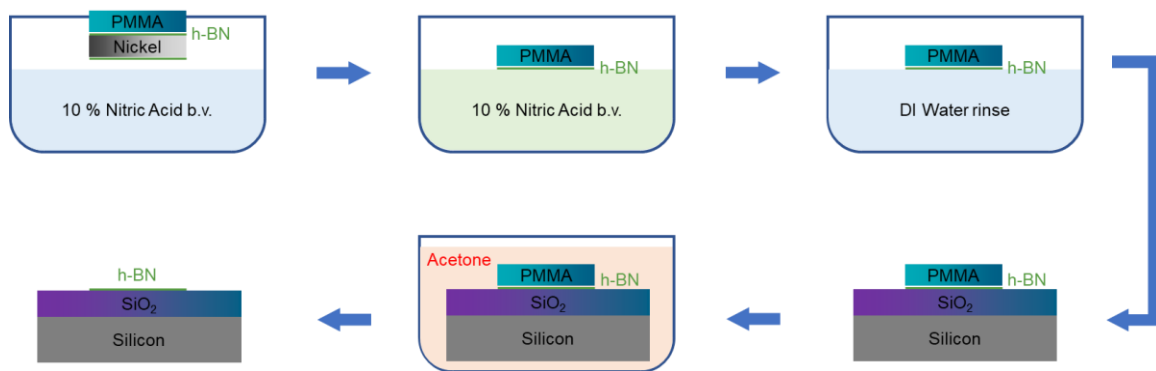 PMMA
h-BN
Nickel
10 % Nitric Acid b.v.
PMMA
h-BN
10 % Nitric Acid b.v.
PMMA
h-BN
DI Water rinse
h-BN
SiO₂
Silicon
Acetone
PMMA
h-BN
SiO₂
Silicon
PMMA
h-BN
SiO₂
Silicon